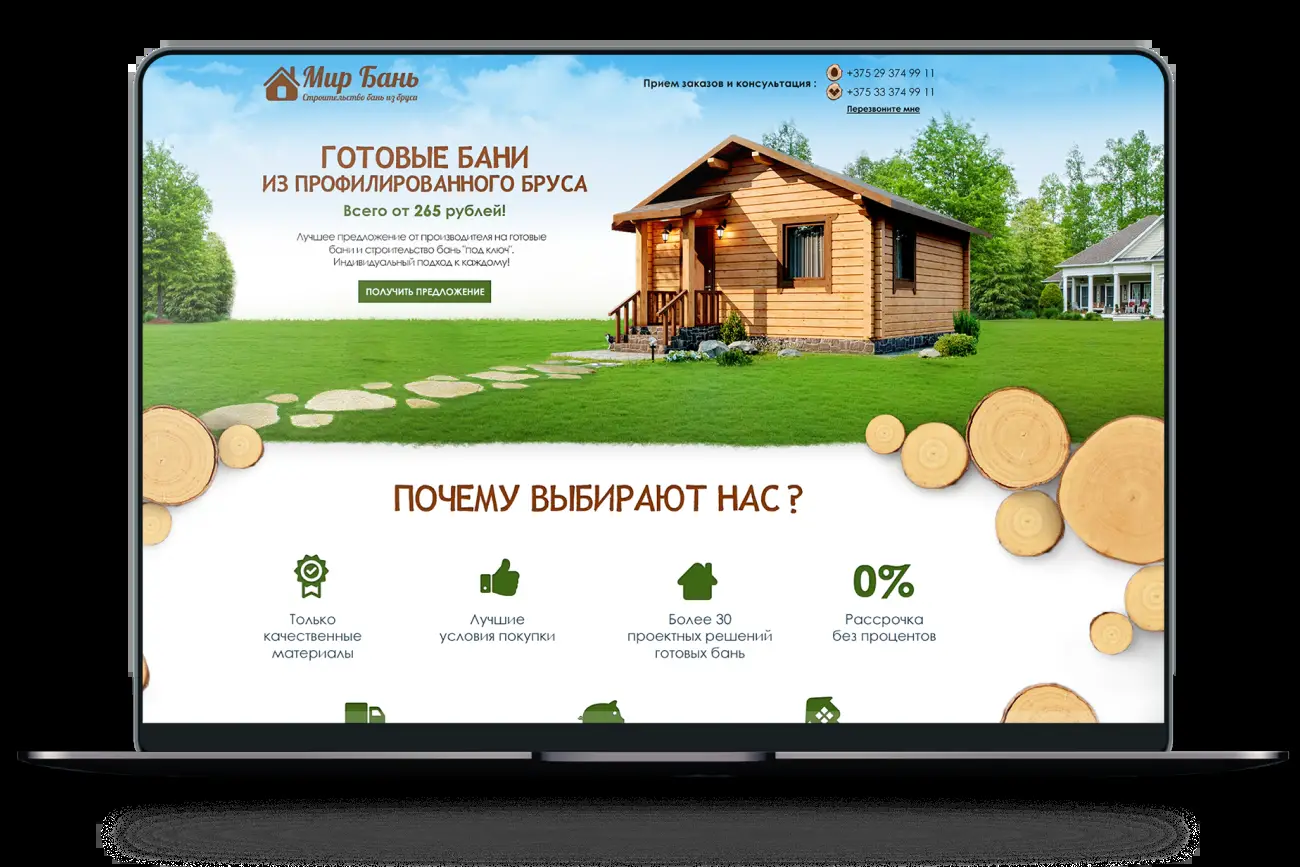 Мир Бань
Строительство бань из бруса
Прием заказов и консультация :
+375 29 374 99 11
+375 33 374 99 11
Перезвоните мне
ГОТОВЫЕ БАНИ
ИЗ ПРОФИЛИРОВАННОГО БРУСА
Всего от 265 рублей!
Лучшее предложение от производителя на готовые
бани и строительство бань "под ключ".
Индивидуальный подход к каждому!
ПОЛУЧИТЬ ПРЕДЛОЖЕНИЕ
ПОЧЕМУ ВЫБИРАЮТ НАС ?
Только
качественные
материалы
Лучшие
условия покупки
Более 30
проектных решений
готовых бань
0%
Рассрочка
без процентов